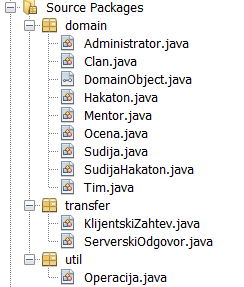 Source Packages
domain
Administrator.java
Clan.java
DomainObject.java
Hakaton.java
Mentor.java
Ocena.java
Sudija.java
SudijaHakaton.java
Tim.java
transfer
KlijentskiZahtev.java
ServerskiOdgovor.java
util
Operacija.java